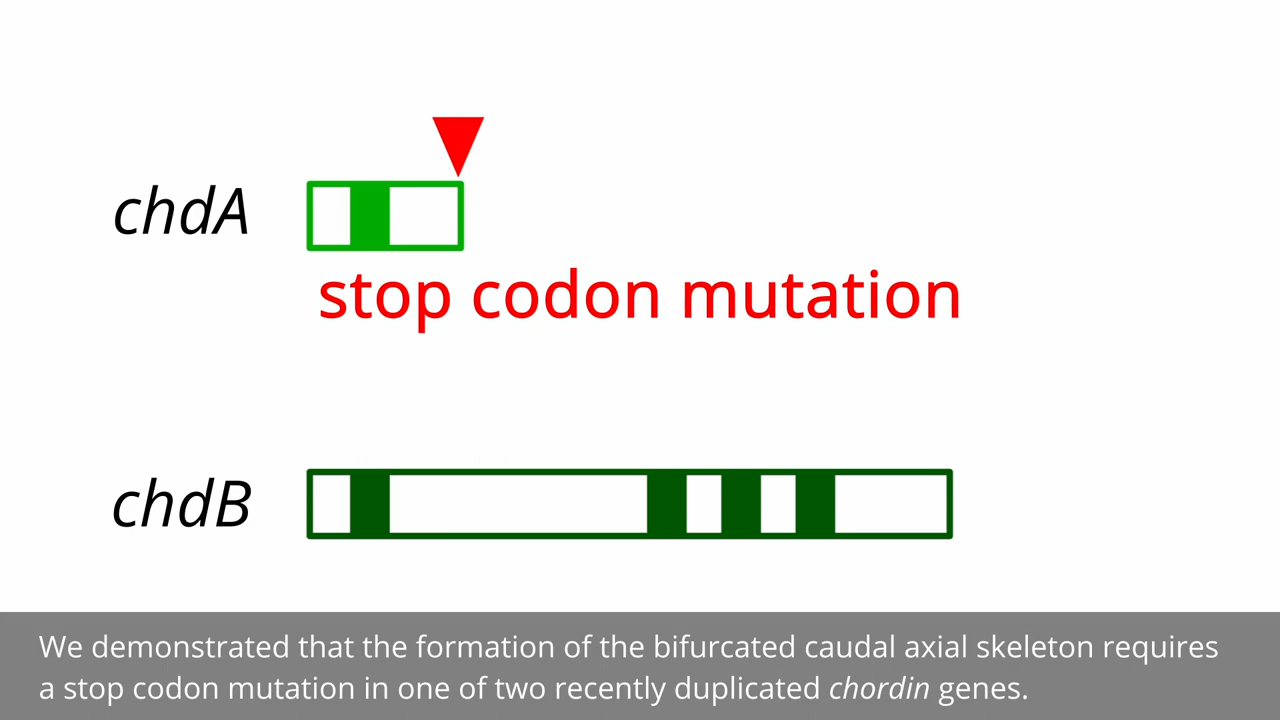 chdA
stop codon mutation
chdB
We demonstrated that the formation of the bifurcated caudal axial skeleton requires
a stop codon mutation in one of two recently duplicated chordin genes.